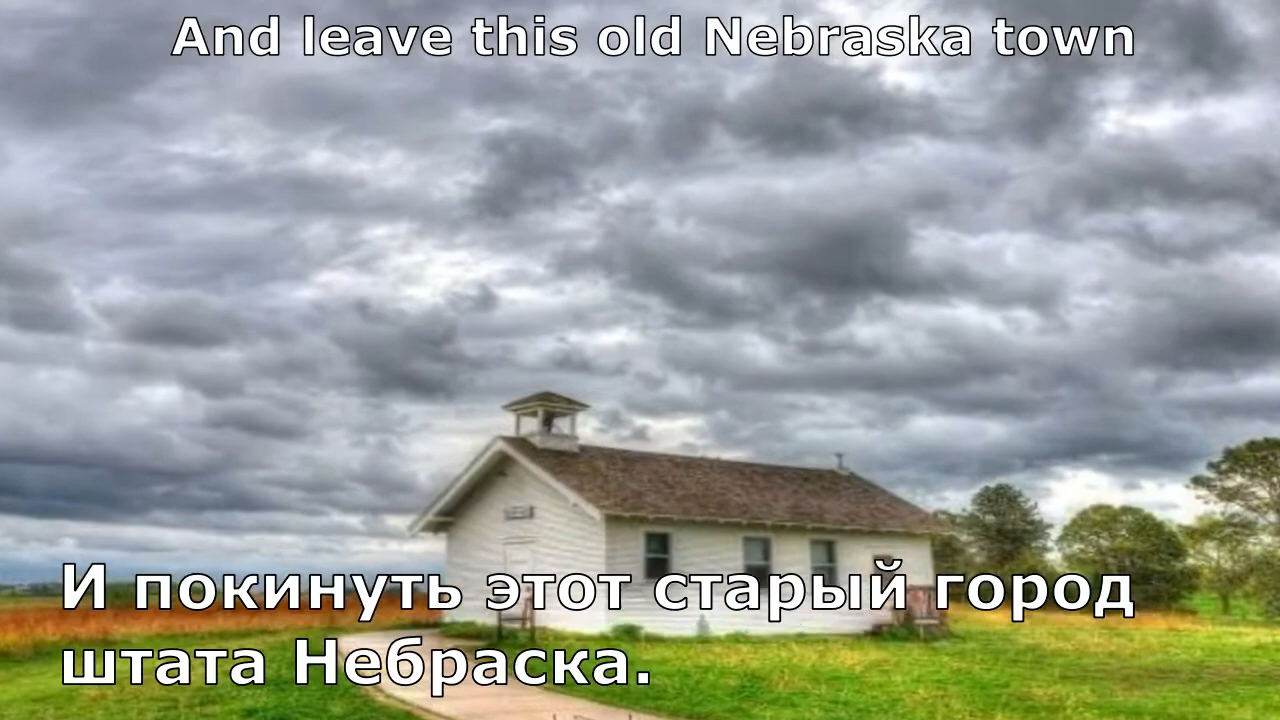 And leave this old Nebraska town
И покинуть этот старый город
штата Небраска.